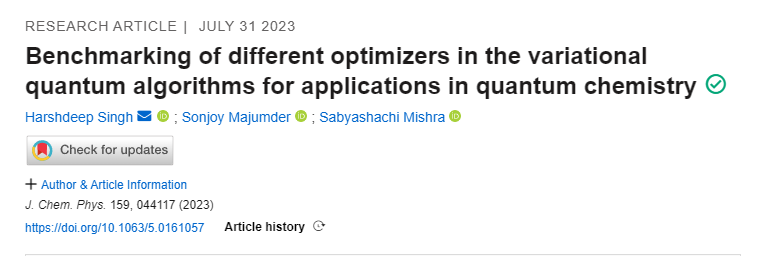 RESEARCH ARTICLE | JULY 31 2023
Benchmarking of different optimizers in the variational
quantum algorithms for applications in quantum chemistry
Harshdeep Singh ; Sonjoy Majumder ; Sabyashachi Mishra
Check for updates
+ Author & Article Information
J. Chem. Phys. 159, 044117 (2023)
https://doi.org/10.1063/5.0161057 Article history